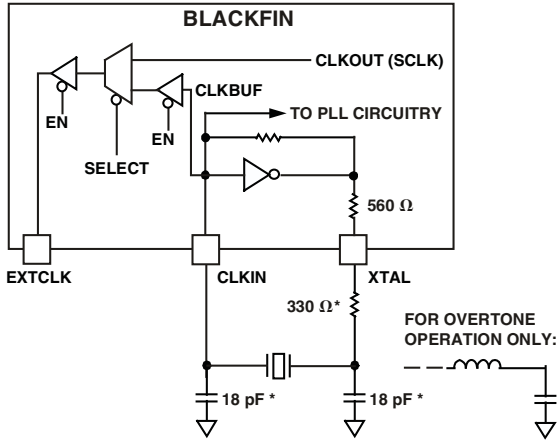 BLACKFIN
CLKOUT (SCLK)
CLKBUF
TO PLL CIRCUITRY
EN
EN
SELECT
560 Ω
EXTCLK
CLKIN
XTAL
330 Ω*
FOR OVERTONE
OPERATION ONLY:
18 pF *
18 pF *